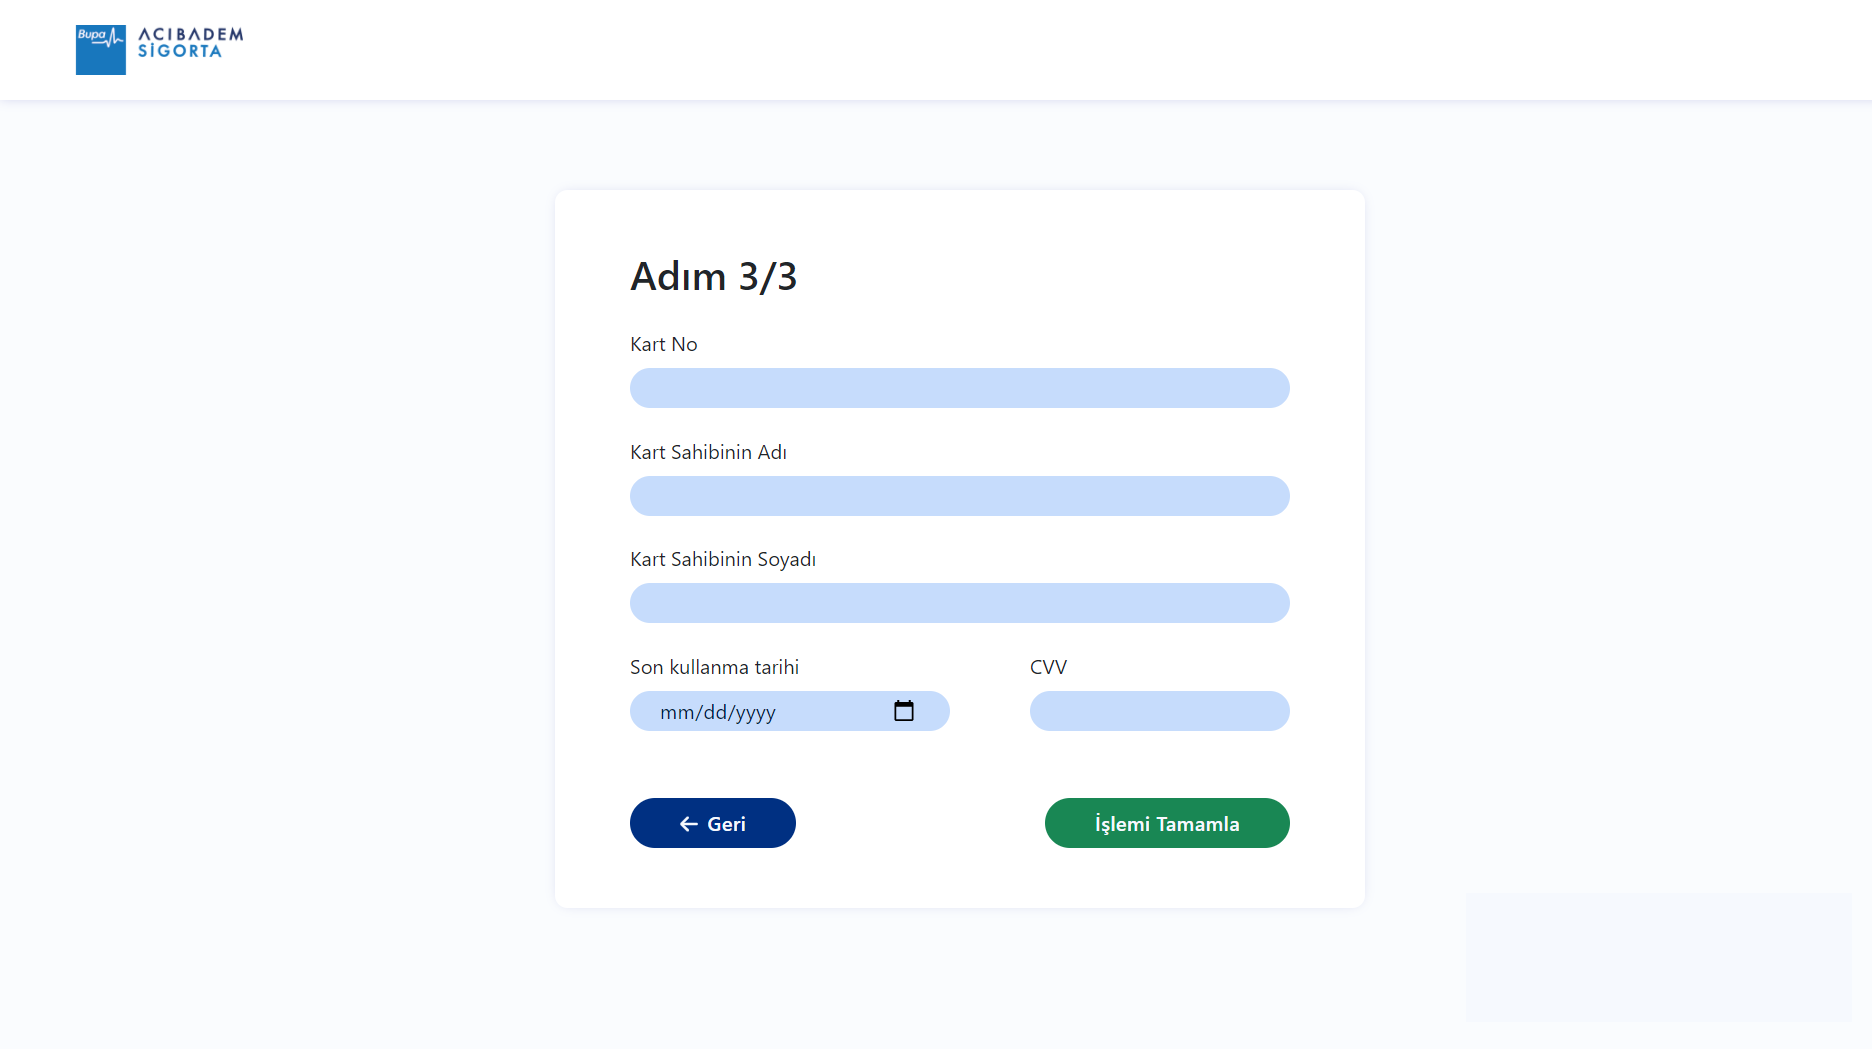 Bupa
ACIBADEM
SİGORTA
Adım 3/3
Kart No
Kart Sahibinin Adı
Kart Sahibinin Soyadı
Son kullanma tarihi
CVV
mm/dd/yyyy
Geri
İşlemi Tamamla